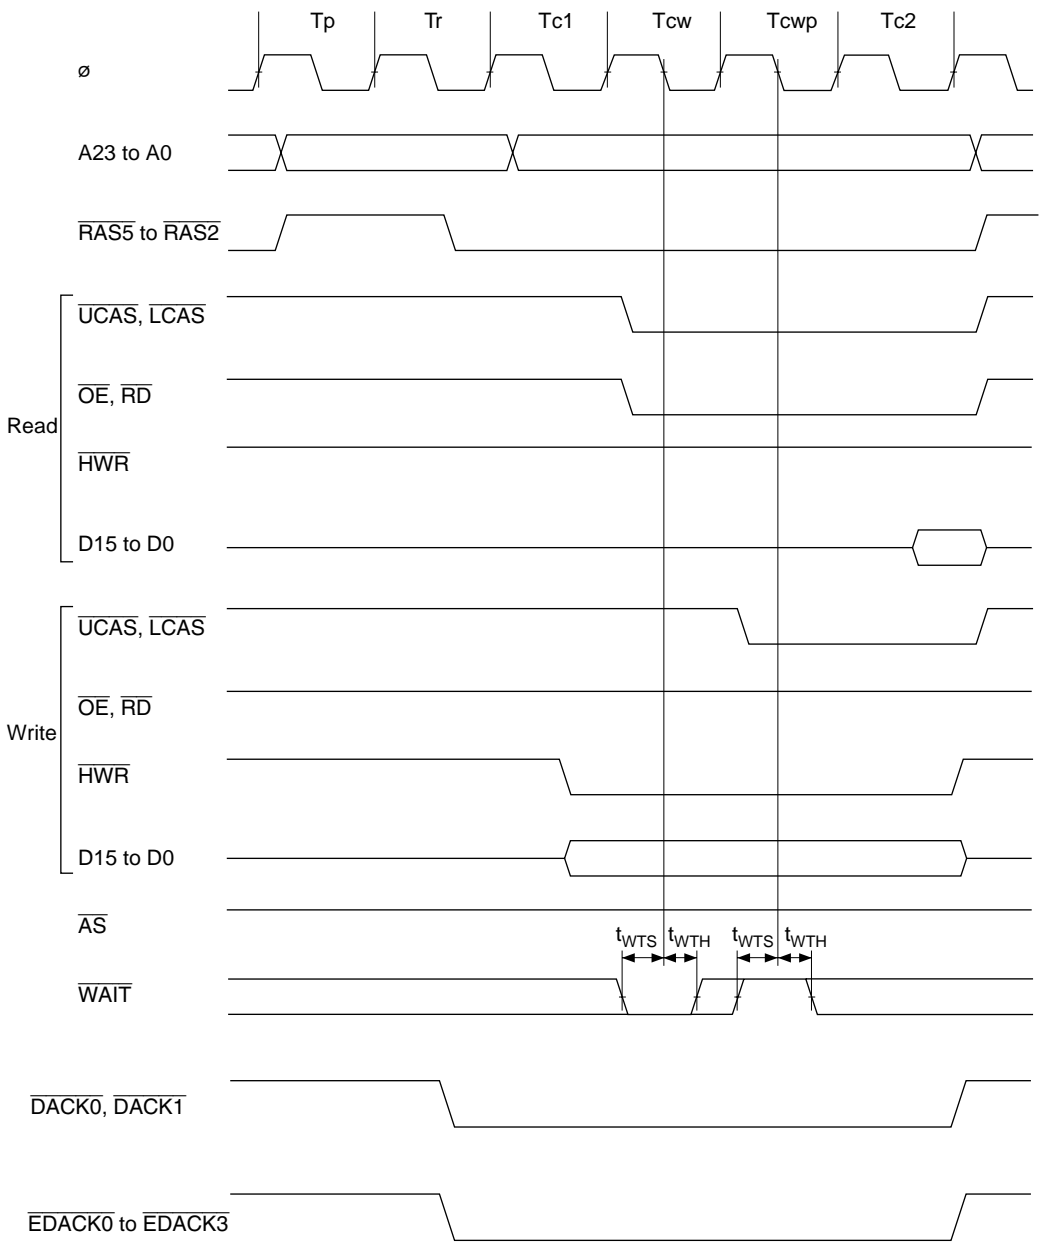 Tp Tr Tc1 Tcw Tcwp Tc2
ø
A23 to A0
RAS5 to RAS2
Read
UCAS, LCAS
OE, RD
HWR
D15 to D0
Write
UCAS, LCAS
OE, RD
HWR
D15 to D0
AS
tWTS tWTH tWTS tWTH
WAIT
DACK0, DACK1
EDACK0 to EDACK3